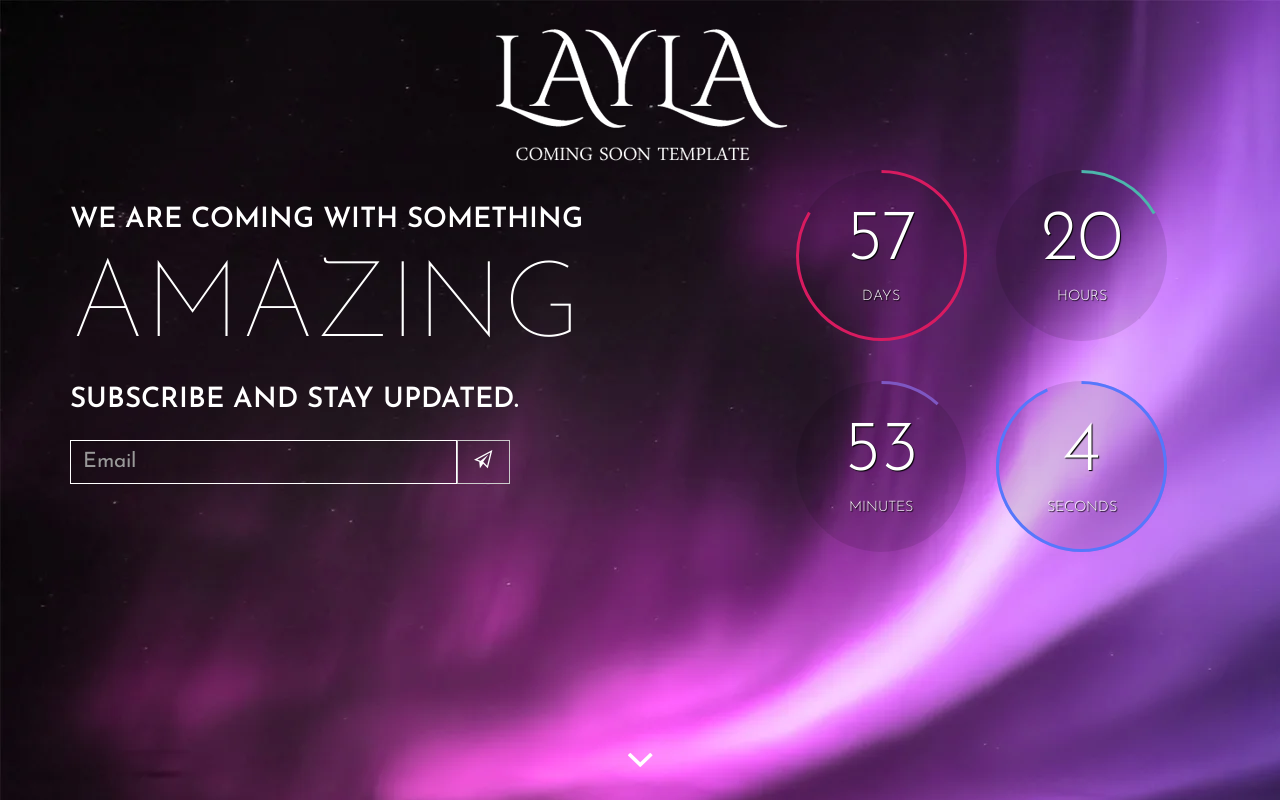 LAYLA
COMING SOON TEMPLATE
WE ARE COMING WITH SOMETHING
AMAZING
SUBSCRIBE AND STAY UPDATED.
Email
57
DAYS
20
HOURS
53
MINUTES
4
SECONDS